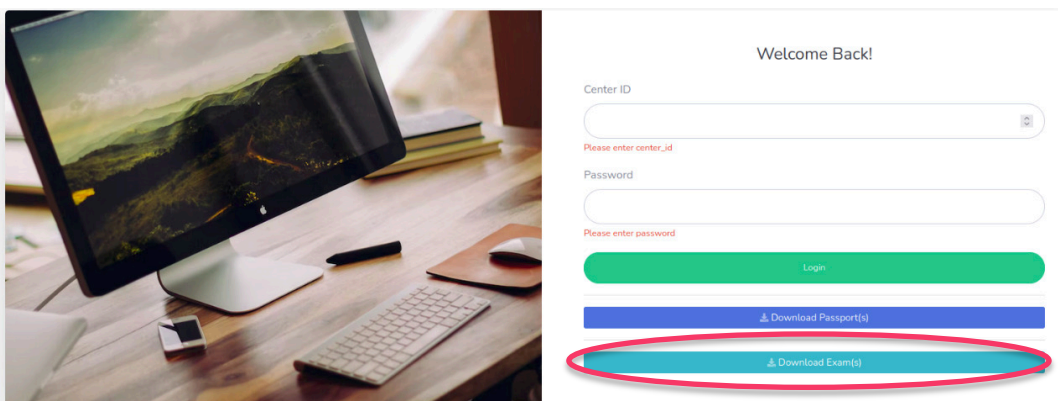 Welcome Back!
Center ID
Please enter center_id
Password
Please enter password
Login
Download Passport(s)
Download Exam(s)